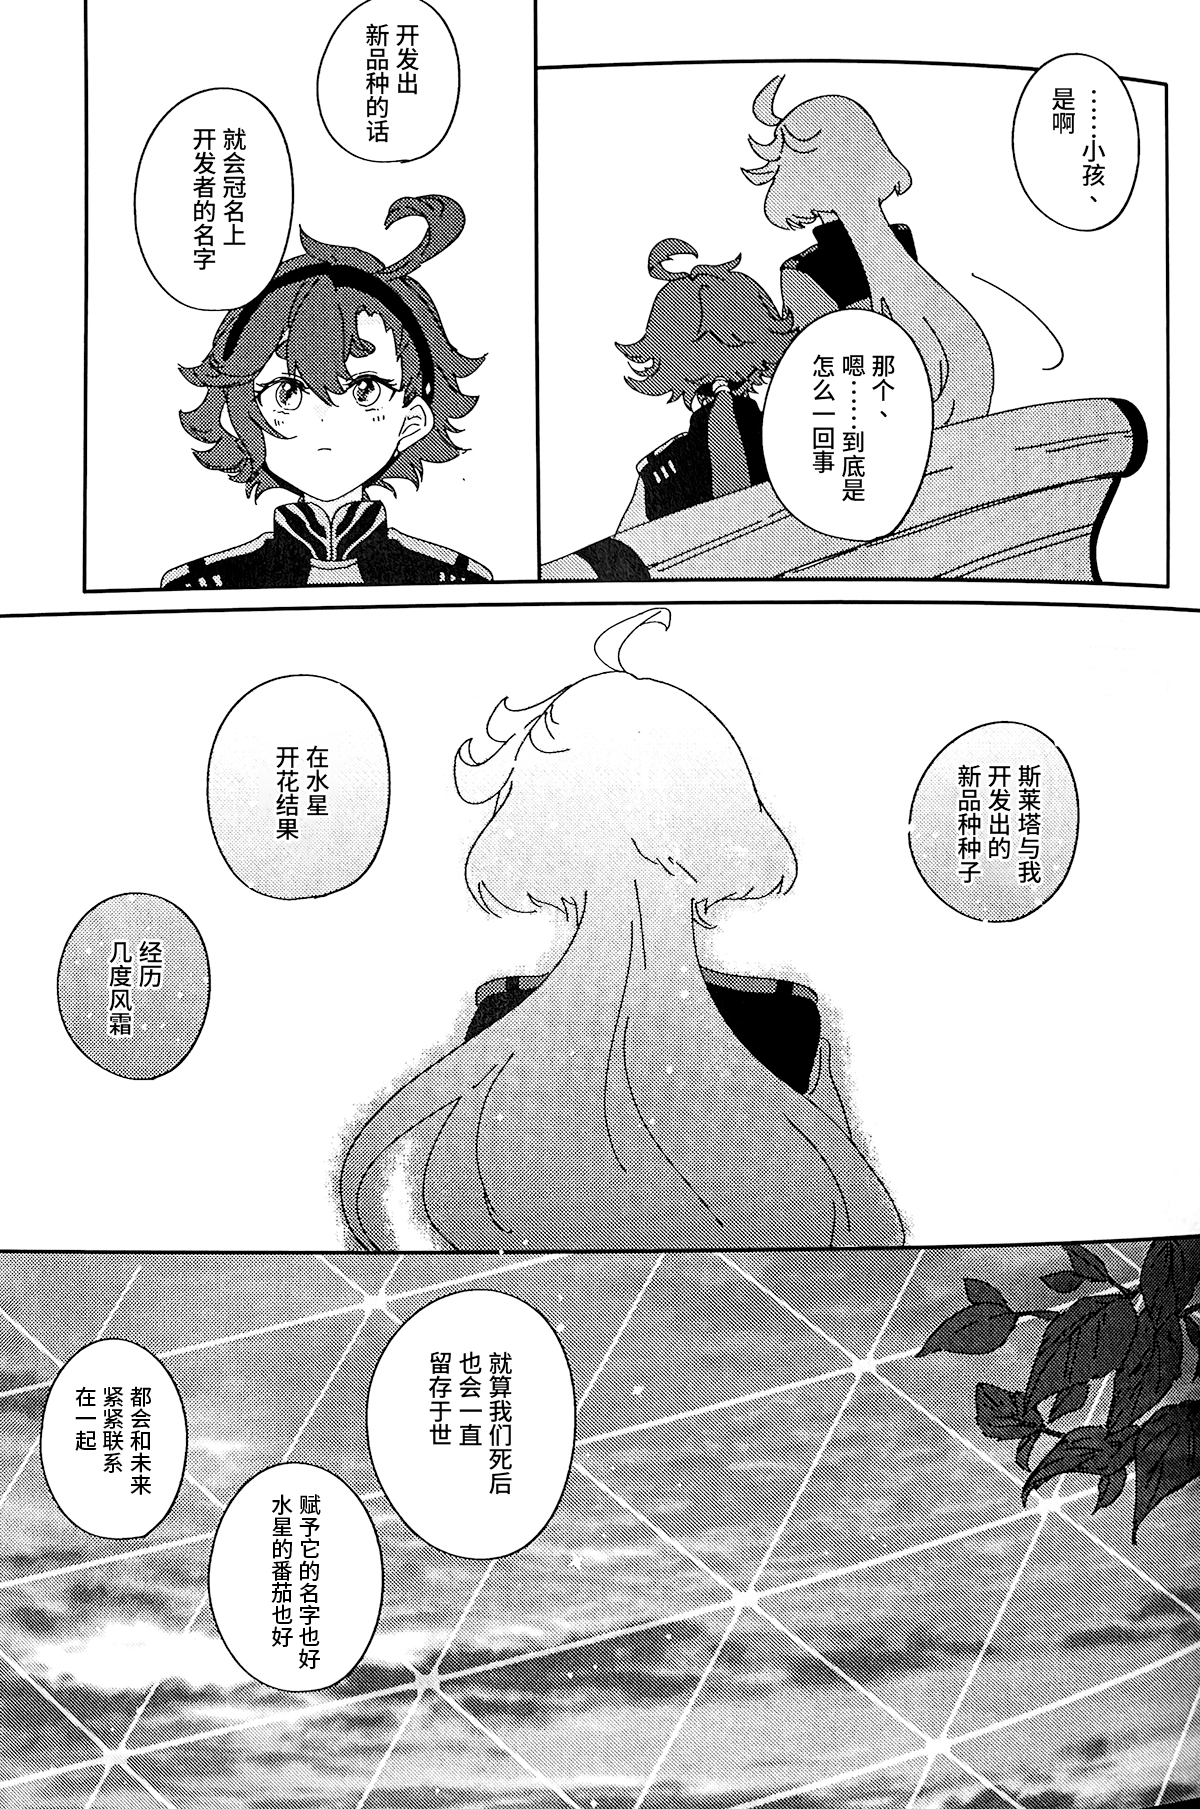 ……小孩、
是啊
那个、
嗯……到底是
怎么一回事
开发出
新品种的话
就会冠名上
开发者的名字
斯莱塔与我
开发出的
新品种种子
在水星
开花结果
经历
几度风霜
就算我们死后
也会一直
留存于世
赋予它的名字也好
水星的番茄也好
都会和未来
紧紧联系
在一起